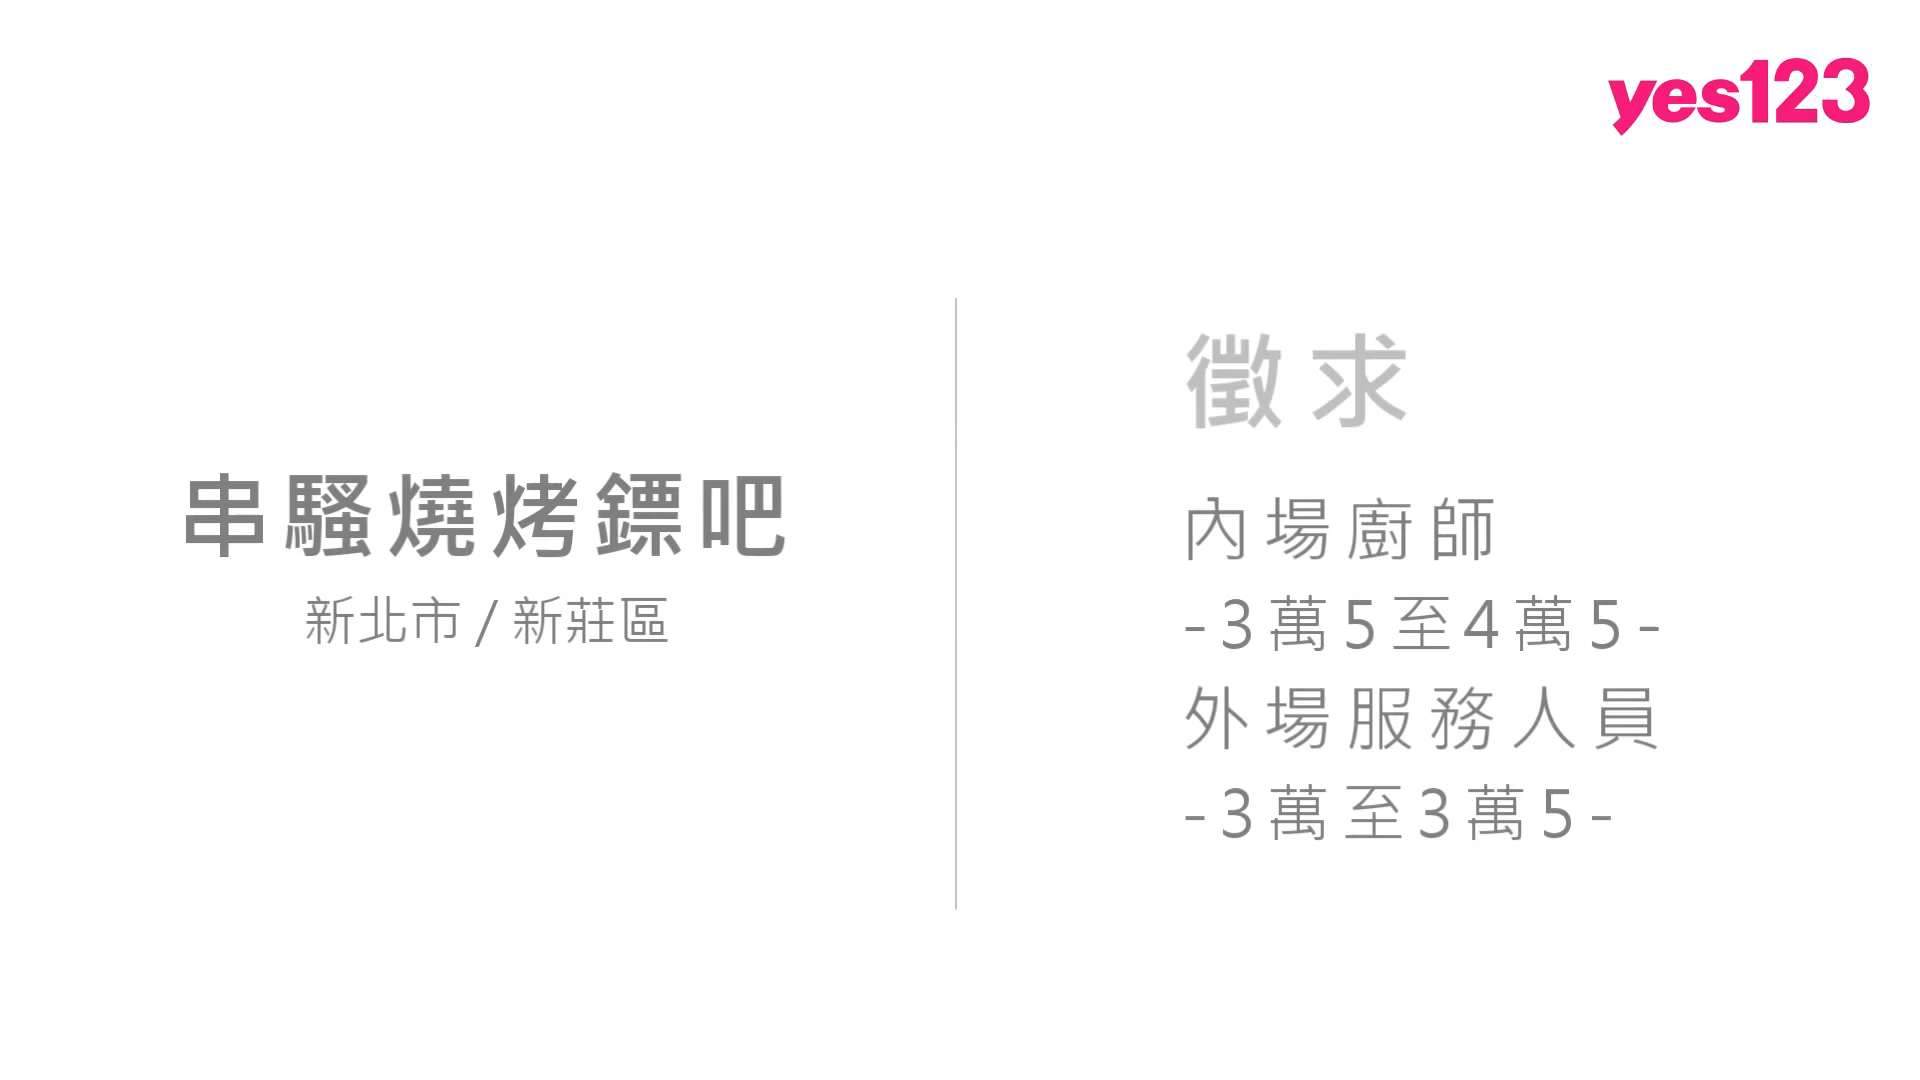 yes123
串騷燒烤鏢吧
新北市 / 新莊區
徵求
內場廚師
-3萬5至4萬5-
外場服務人員
-3萬至3萬5-